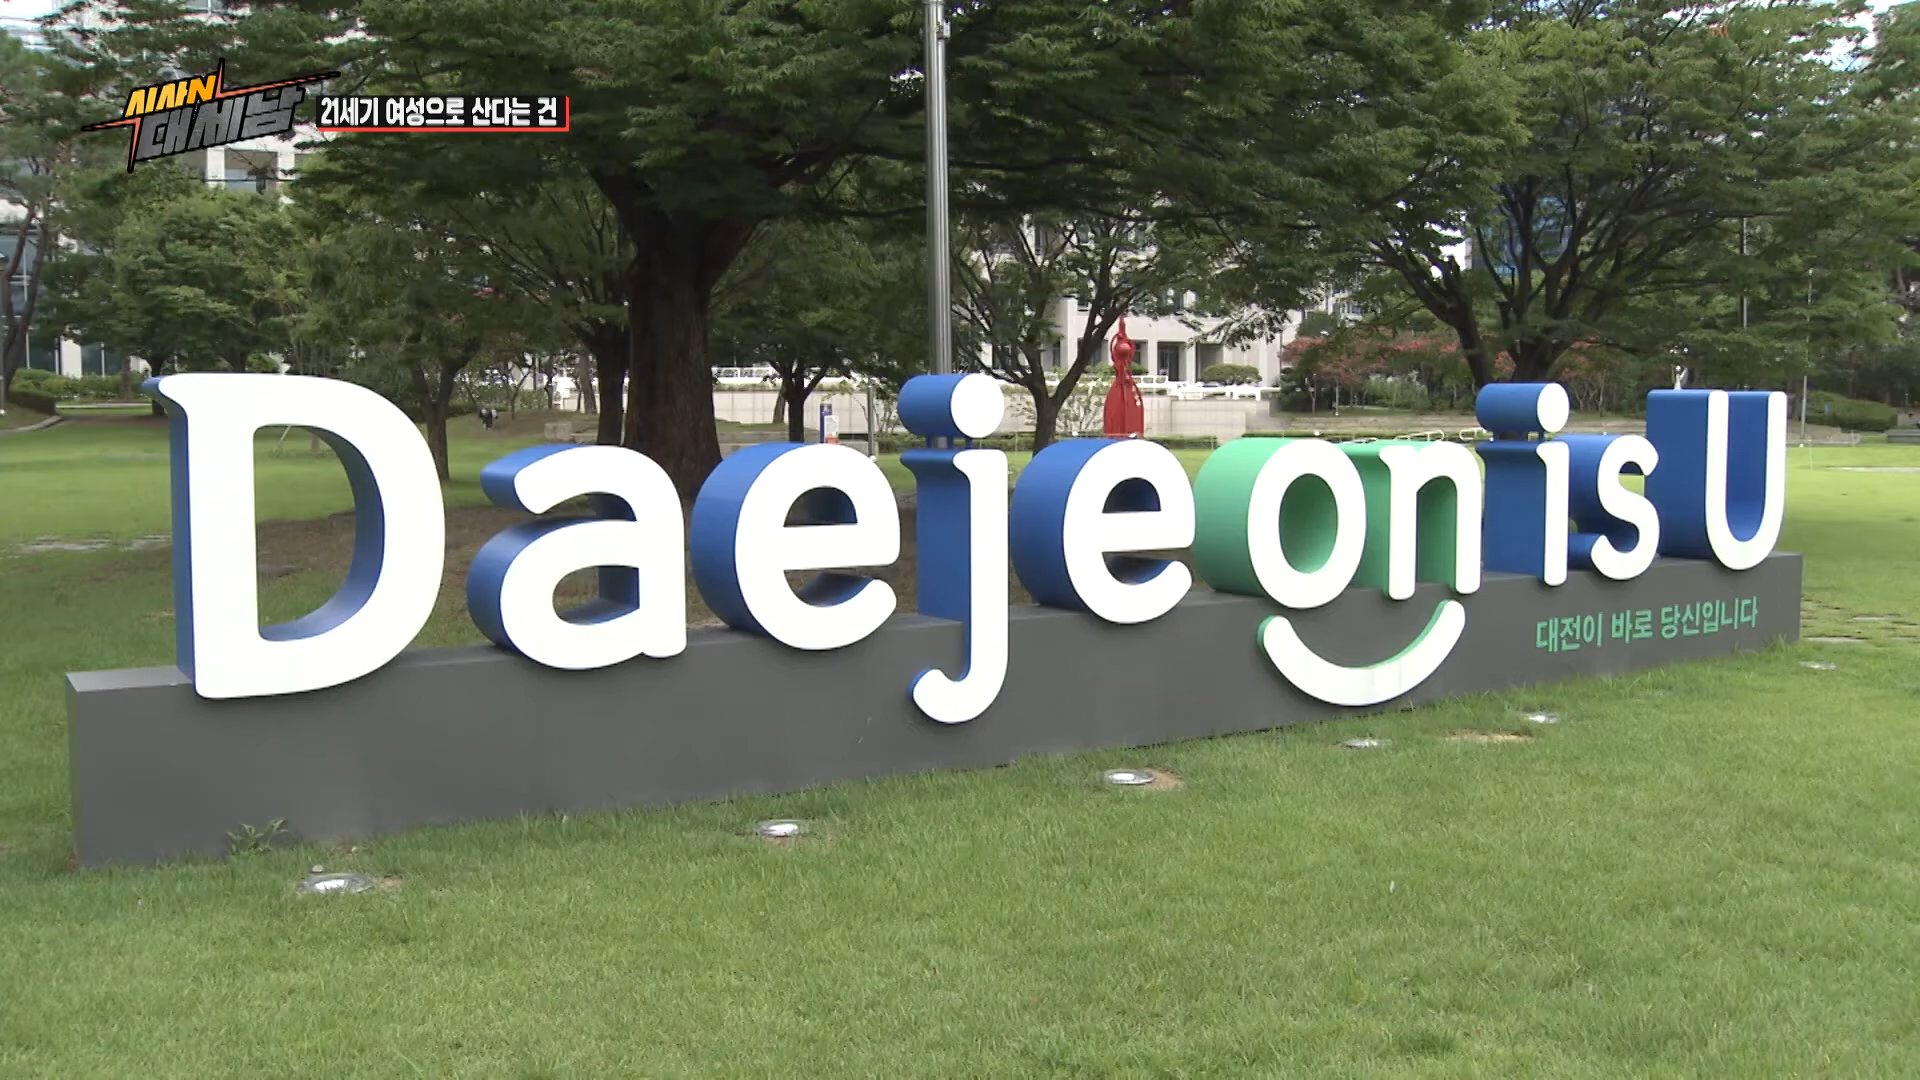 시사N
대세남
21세기 여성으로 산다는 건
Daejeon is U
대전이 바로 당신입니다